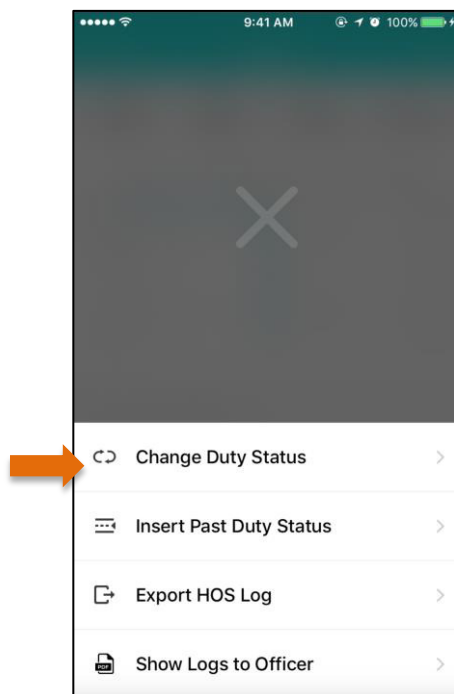 9:41 AM 100%
Change Duty Status
Insert Past Duty Status
Export HOS Log
PDF
Show Logs to Officer